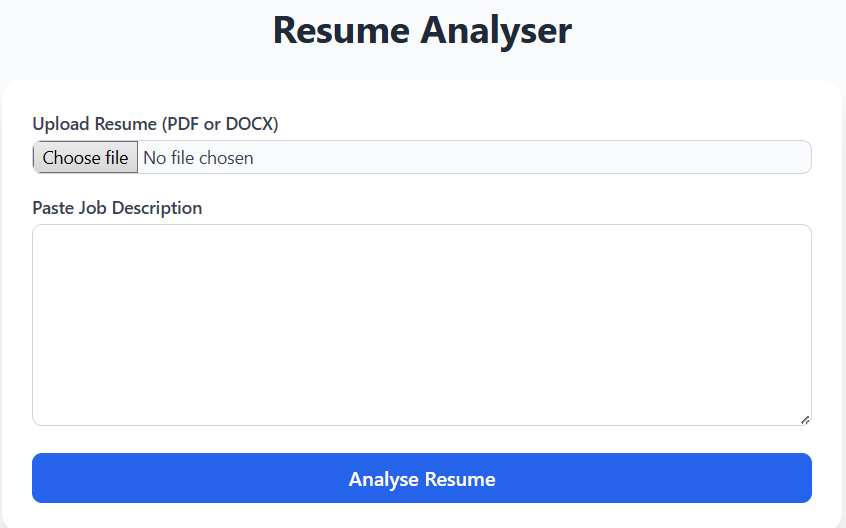 Resume Analyser
Upload Resume (PDF or DOCX)
Choose file No file chosen
Paste Job Description
Analyse Resume